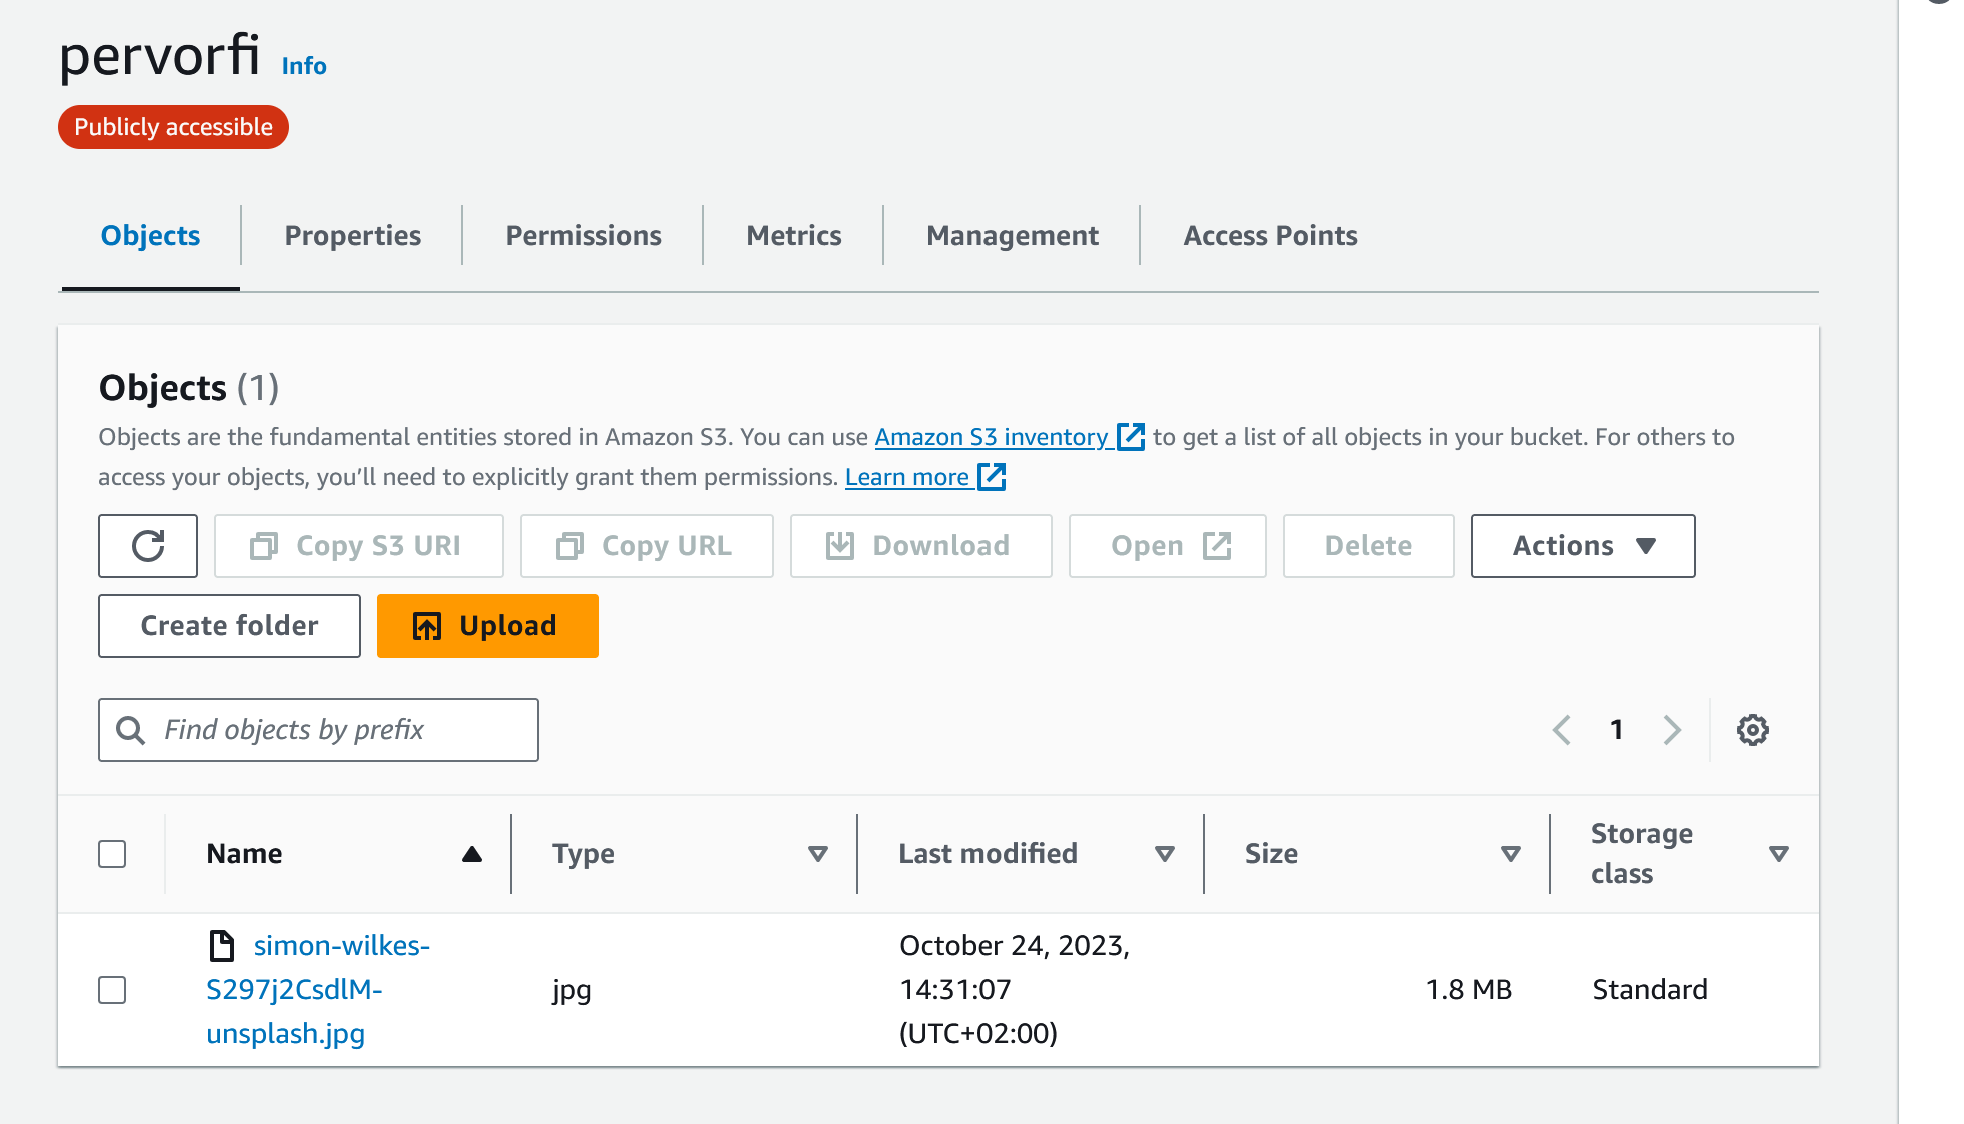 pervorfi Info
Publicly accessible
Objects Properties Permissions Metrics Management Access Points
Objects (1)
Objects are the fundamental entities stored in Amazon S3. You can use Amazon S3 inventory to get a list of all objects in your bucket. For others to
access your objects, you’ll need to explicitly grant them permissions. Learn more
Copy S3 URI Copy URL Download Open Delete Actions
Create folder Upload
Find objects by prefix 1
Name Type Last modified Size Storage
class
simon-wilkes-
S297j2CsdlM-
unsplash.jpg
jpg
October 24, 2023,
14:31:07
(UTC+02:00)
1.8 MB
Standard